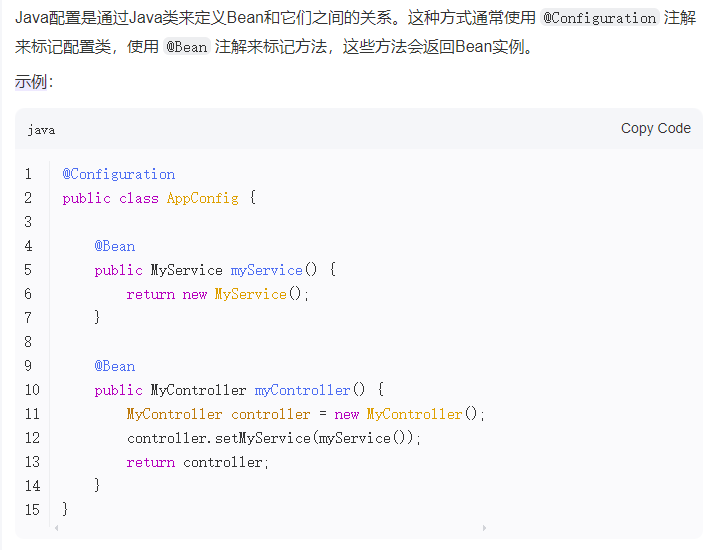 Java配置是通过Java类来定义Bean和它们之间的关系。这种方式通常使用 @Configuration 注解
来标记配置类，使用 @Bean 注解来标记方法，这些方法会返回Bean实例。
示例：
java Copy Code
1 @Configuration
2 public class AppConfig {
3
4     @Bean
5     public MyService myService() {
6         return new MyService();
7     }
8
9     @Bean
10     public MyController myController() {
11         MyController controller = new MyController();
12         controller.setMyService(myService());
13         return controller;
14     }
15 }